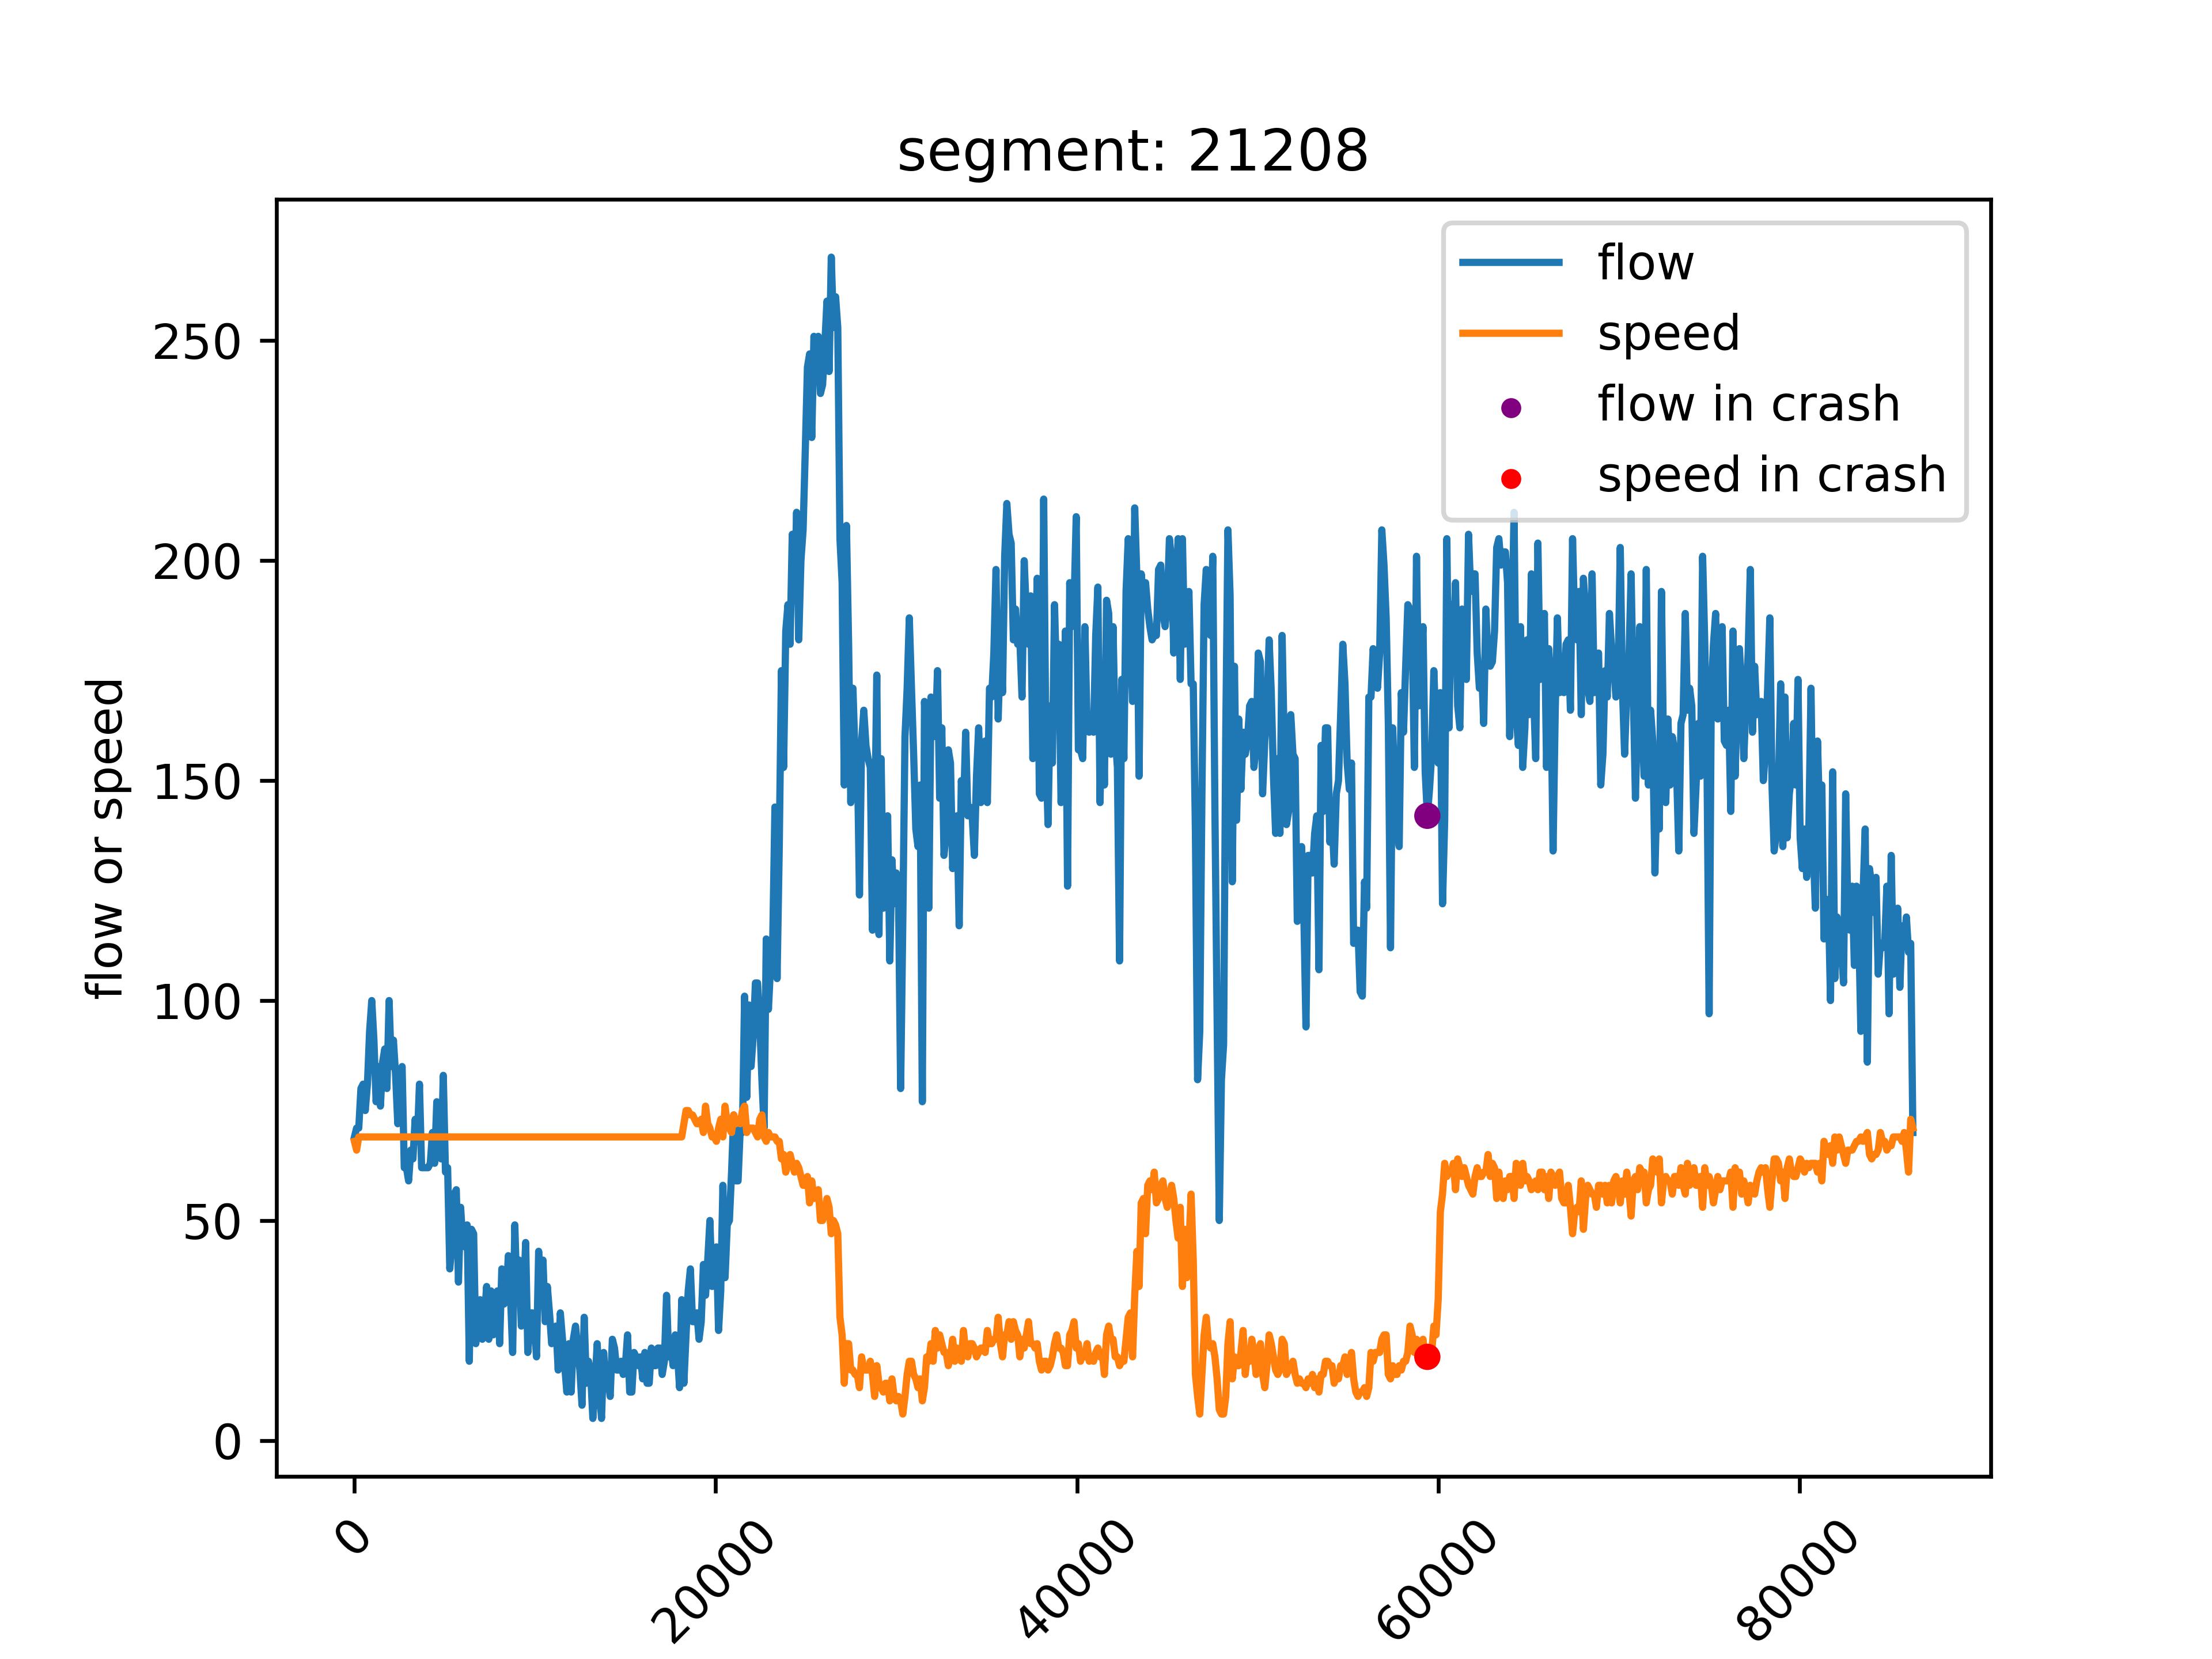 segment: 21208
flow
speed
flow in crash
speed in crash
flow or speed
250
200
150
100
50
0
0
20000
40000
60000
80000